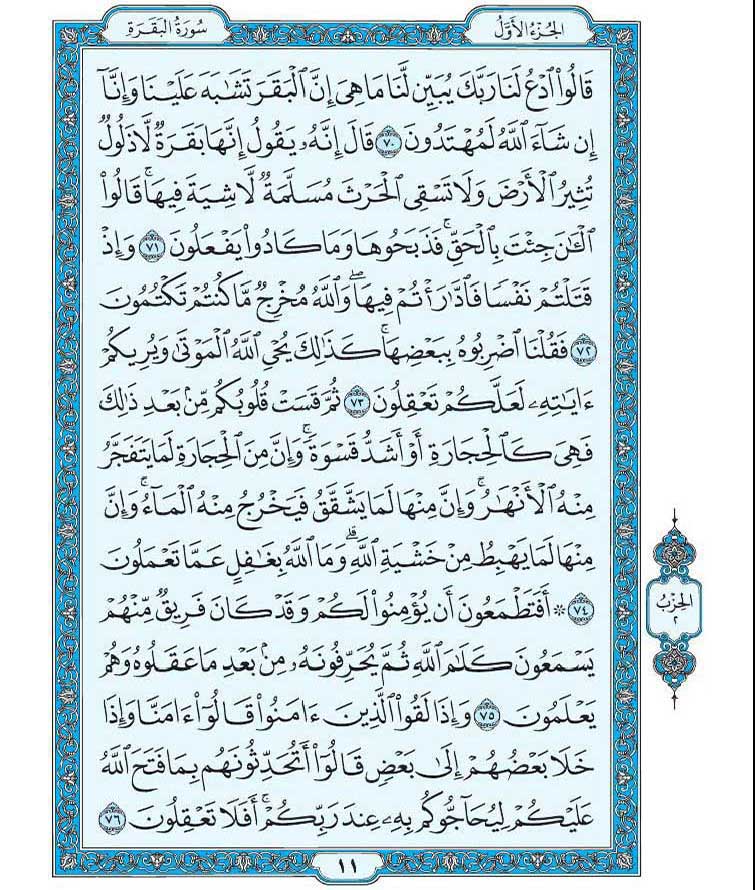 الجُزْءُ الأَوَّلُ
سُورَةُ البَقَرَةِ
قَالُوا۟ ٱدْعُ لَنَا رَبَّكَ يُبَيِّن لَّنَا مَا هِىَ إِنَّ ٱلْبَقَرَ تَشَٰبَهَ عَلَيْنَا وَإِنَّآ
إِن شَآءَ ٱللَّهُ لَمُهْتَدُونَ ٧٠ قَالَ إِنَّهُۥ يَقُولُ إِنَّهَا بَقَرَةٌ لَّا ذَلُولٌ
تُثِيرُ ٱلْأَرْضَ وَلَا تَسْقِى ٱلْحَرْثَ مُسَلَّمَةٌ لَّا شِيَةَ فِيهَاۚ قَالُوا۟
ٱلْـَٰٔنَ جِئْتَ بِٱلْحَقِّۚ فَذَبَحُوهَا وَمَا كَادُوا۟ يَفْعَلُونَ ٧١ وَإِذْ
قَتَلْتُمْ نَفْسًا فَٱدَّٰرَْٰٔتُمْ فِيهَاۖ وَٱللَّهُ مُخْرِجٌ مَّا كُنتُمْ تَكْتُمُونَ
٧٢ فَقُلْنَا ٱضْرِبُوهُ بِبَعْضِهَاۚ كَذَٰلِكَ يُحْىِ ٱللَّهُ ٱلْمَوْتَىٰ وَيُرِيكُمْ
ءَايَٰتِهِۦ لَعَلَّكُمْ تَعْقِلُونَ ٧٣ ثُمَّ قَسَتْ قُلُوبُكُم مِّنۢ بَعْدِ ذَٰلِكَ
فَهِىَ كَٱلْحِجَارَةِ أَوْ أَشَدُّ قَسْوَةًۚ وَإِنَّ مِنَ ٱلْحِجَارَةِ لَمَا يَتَفَجَّرُ
مِنْهُ ٱلْأَنْهَٰرُۚ وَإِنَّ مِنْهَا لَمَا يَشَّقَّقُ فَيَخْرُجُ مِنْهُ ٱلْمَآءُۚ وَإِنَّ
مِنْهَا لَمَا يَهْبِطُ مِنْ خَشْيَةِ ٱللَّهِۗ وَمَا ٱللَّهُ بِغَٰفِلٍ عَمَّا تَعْمَلُونَ
٧٤ ۞ أَفَتَطْمَعُونَ أَن يُؤْمِنُوا۟ لَكُمْ وَقَدْ كَانَ فَرِيقٌ مِّنْهُمْ
يَسْمَعُونَ كَلَٰمَ ٱللَّهِ ثُمَّ يُحَرِّفُونَهُۥ مِنۢ بَعْدِ مَا عَقَلُوهُ وَهُمْ
يَعْلَمُونَ ٧٥ وَإِذَا لَقُوا۟ ٱلَّذِينَ ءَامَنُوا۟ قَالُوٓا۟ ءَامَنَّا وَإِذَا
خَلَا بَعْضُهُمْ إِلَىٰ بَعْضٍ قَالُوٓا۟ أَتُحَدِّثُونَهُم بِمَا فَتَحَ ٱللَّهُ
عَلَيْكُمْ لِيُحَآجُّوكُم بِهِۦ عِندَ رَبِّكُمْۚ أَفَلَا تَعْقِلُونَ ٧٦
الحِزْبُ
٢
١١